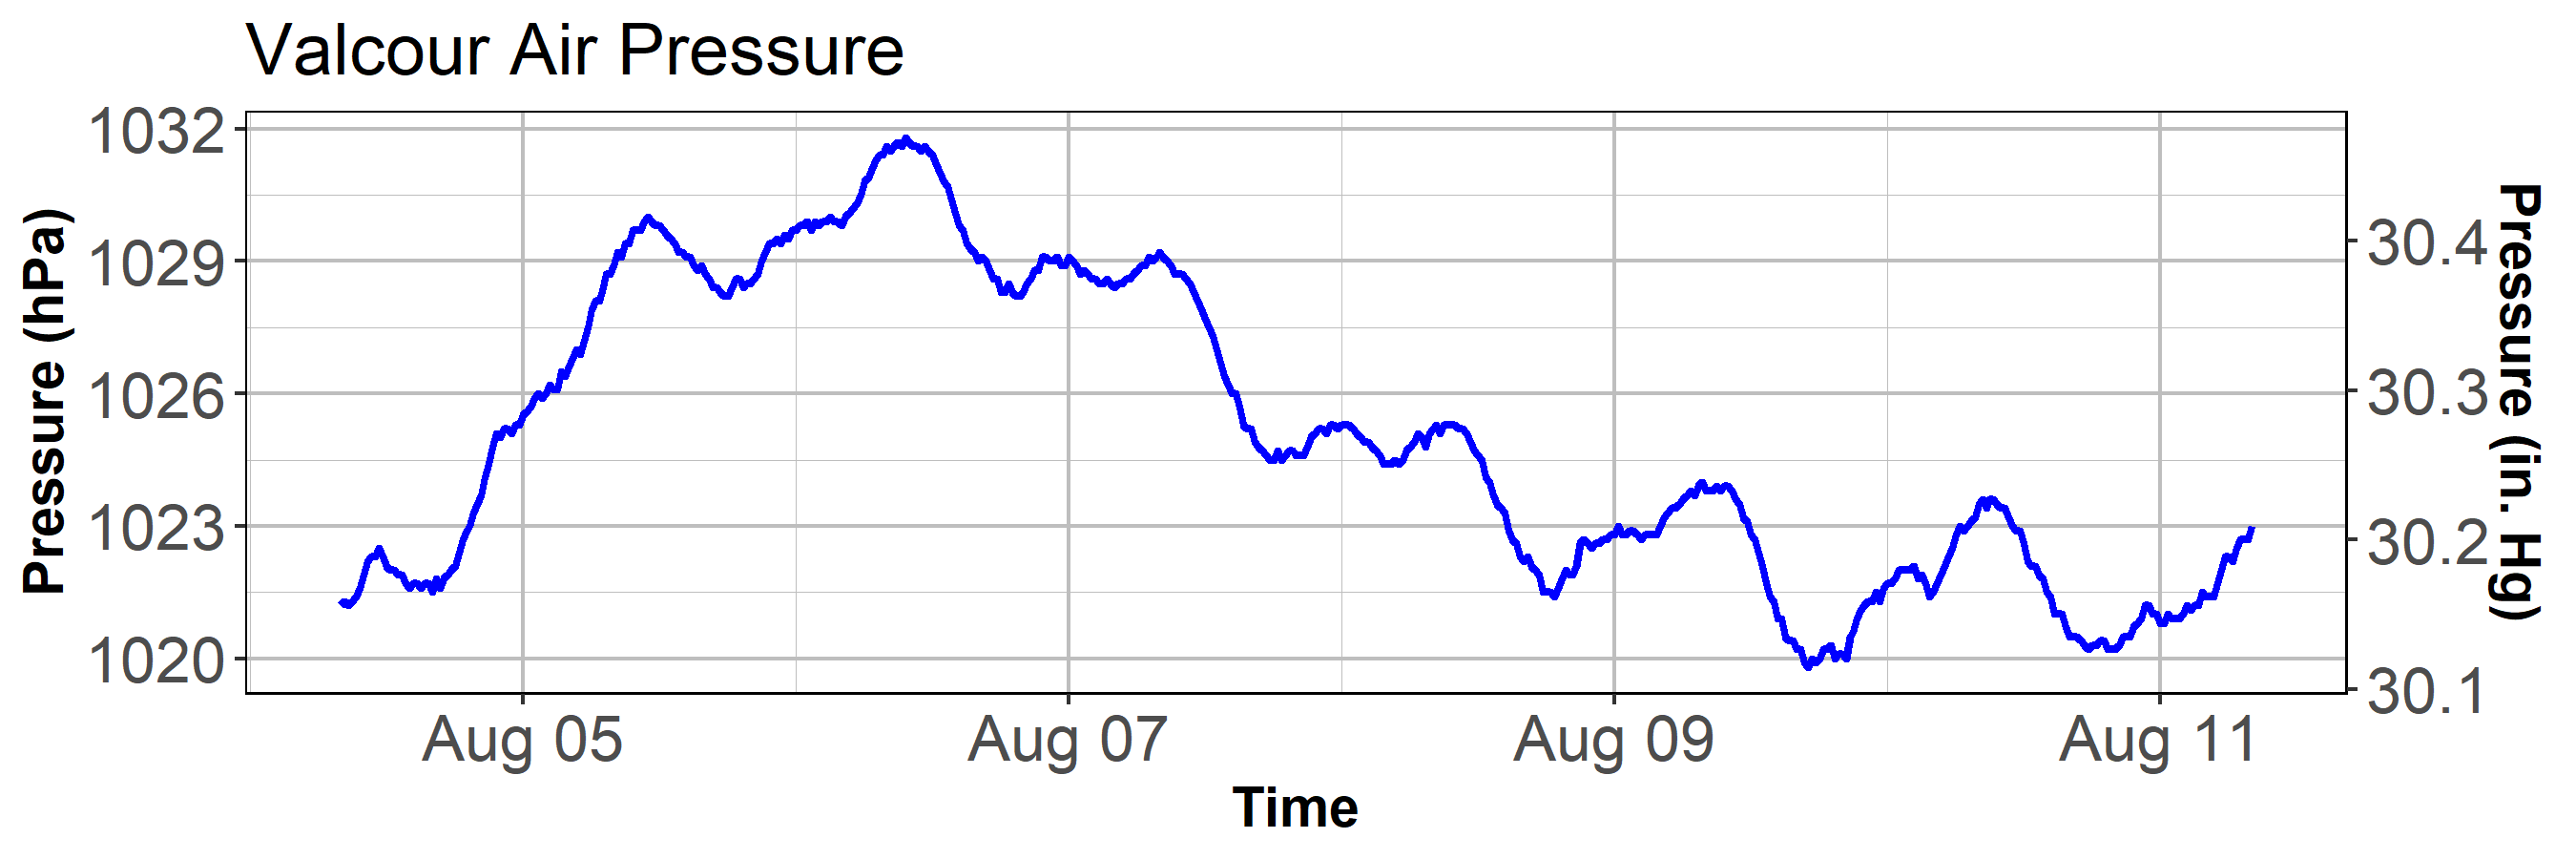 Valcour Air Pressure
1032
1029
1026
1023
1020
Pressure (hPa)
30.4
30.3
30.2
30.1
Pressure (in. Hg)
Aug 05
Aug 07
Aug 09
Aug 11
Time